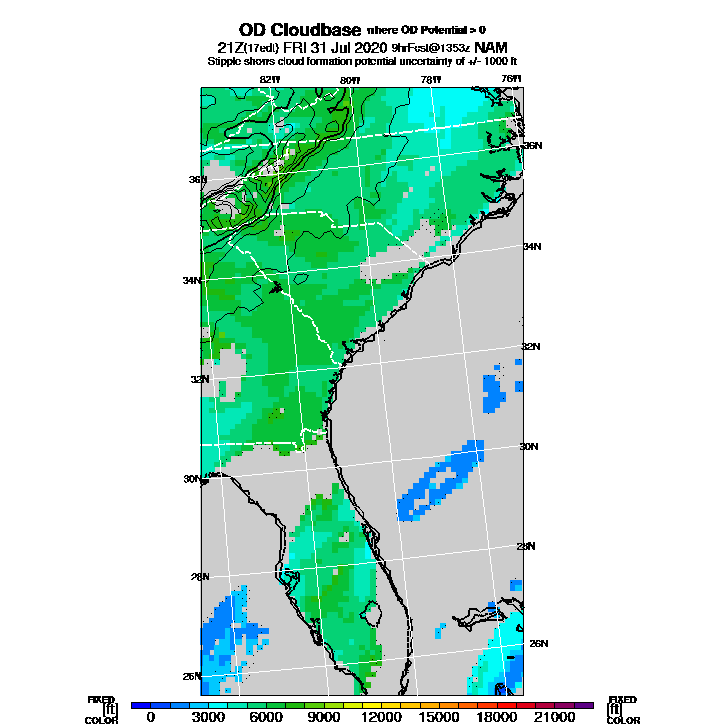 OD Cloudbase where OD Potential > 0
21Z(17edt) FRI 31 Jul 2020 9hrFcst@1353z NAM
Stipple shows cloud formation potential uncertainty of +/- 1000 ft
82W 80W 78W 76W
36N
36N
34N
34N
32N
32N
30N
30N
28N
28N
26N
26N
FIXED FIXED
[ft] [ft]
COLOR 0 3000 6000 9000 12000 15000 18000 21000 COLOR